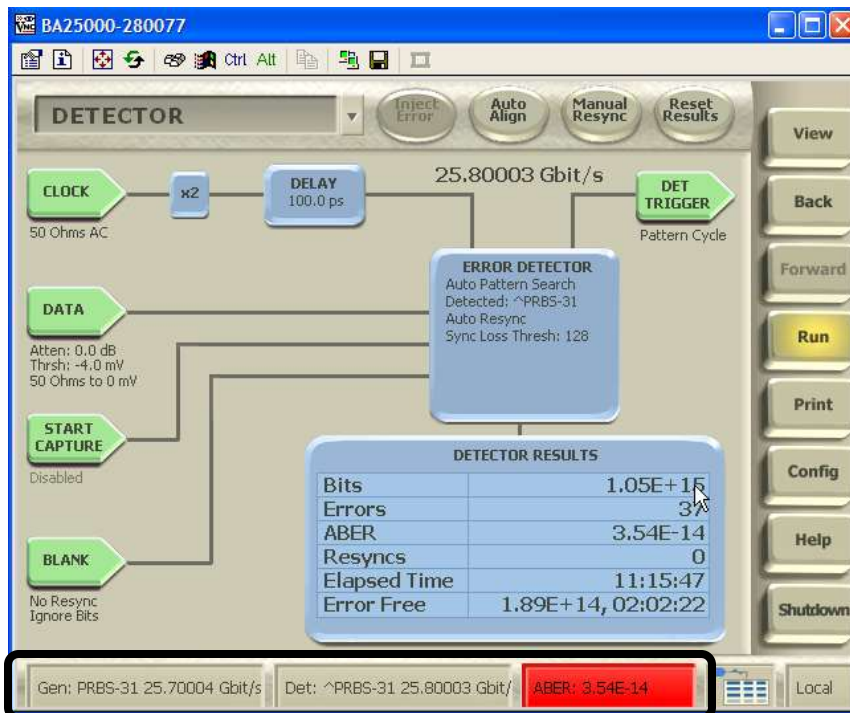 BA25000-280077
Ctrl Alt
DETECTOR
Inject
Error
Auto
Align
Manual
Resync
Reset
Results
View
Back
Forward
Run
Print
Config
Help
Shutdown
25.80003 Gbit/s
CLOCK
50 Ohms AC
x2
DELAY
100.0 ps
DET
TRIGGER
Pattern Cycle
ERROR DETECTOR
Auto Pattern Search
Detected: ^PRBS-31
Auto Resync
Sync Loss Thresh: 128
DATA
Atten: 0.0 dB
Thrsh: -4.0 mV
50 Ohms to 0 mV
START
CAPTURE
Disabled
BLANK
No Resync
Ignore Bits
DETECTOR RESULTS
Bits 1.05E+15
Errors 37
ABER 3.54E-14
Resyncs 0
Elapsed Time 11:15:47
Error Free 1.89E+14, 02:02:22
Gen: PRBS-31 25.70004 Gbit/s
Det: ^PRBS-31 25.80003 Gbit/
ABER: 3.54E-14
Local